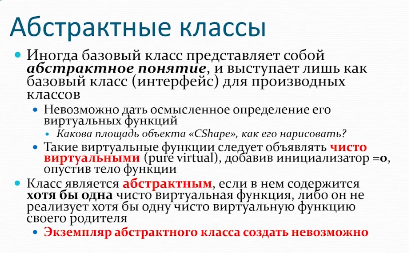 Абстрактные классы
Иногда базовый класс представляет собой
абстрактное понятие, и выступает лишь как
базовый класс (интерфейс) для производных
классов
Невозможно дать осмысленное определение его
виртуальных функций
Какова площадь объекта «CShape», как его нарисовать?
Такие виртуальные функции следует объявлять чисто
виртуальными (pure virtual), добавив инициализатор =0,
опустив тело функции
Класс является абстрактным, если в нем содержится
хотя бы одна чисто виртуальная функция, либо он не
реализует хотя бы одну чисто виртуальную функцию
своего родителя
Экземпляр абстрактного класса создать невозможно